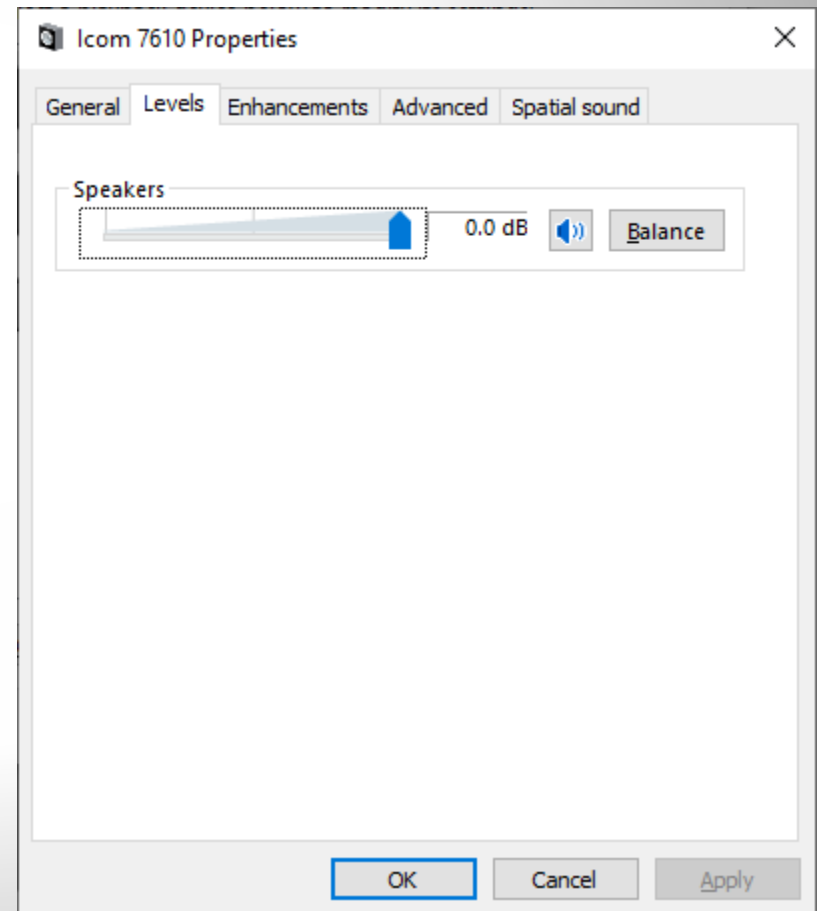 Icom 7610 Properties
General Levels Enhancements Advanced Spatial sound
Speakers
0.0 dB Balance
OK Cancel Apply